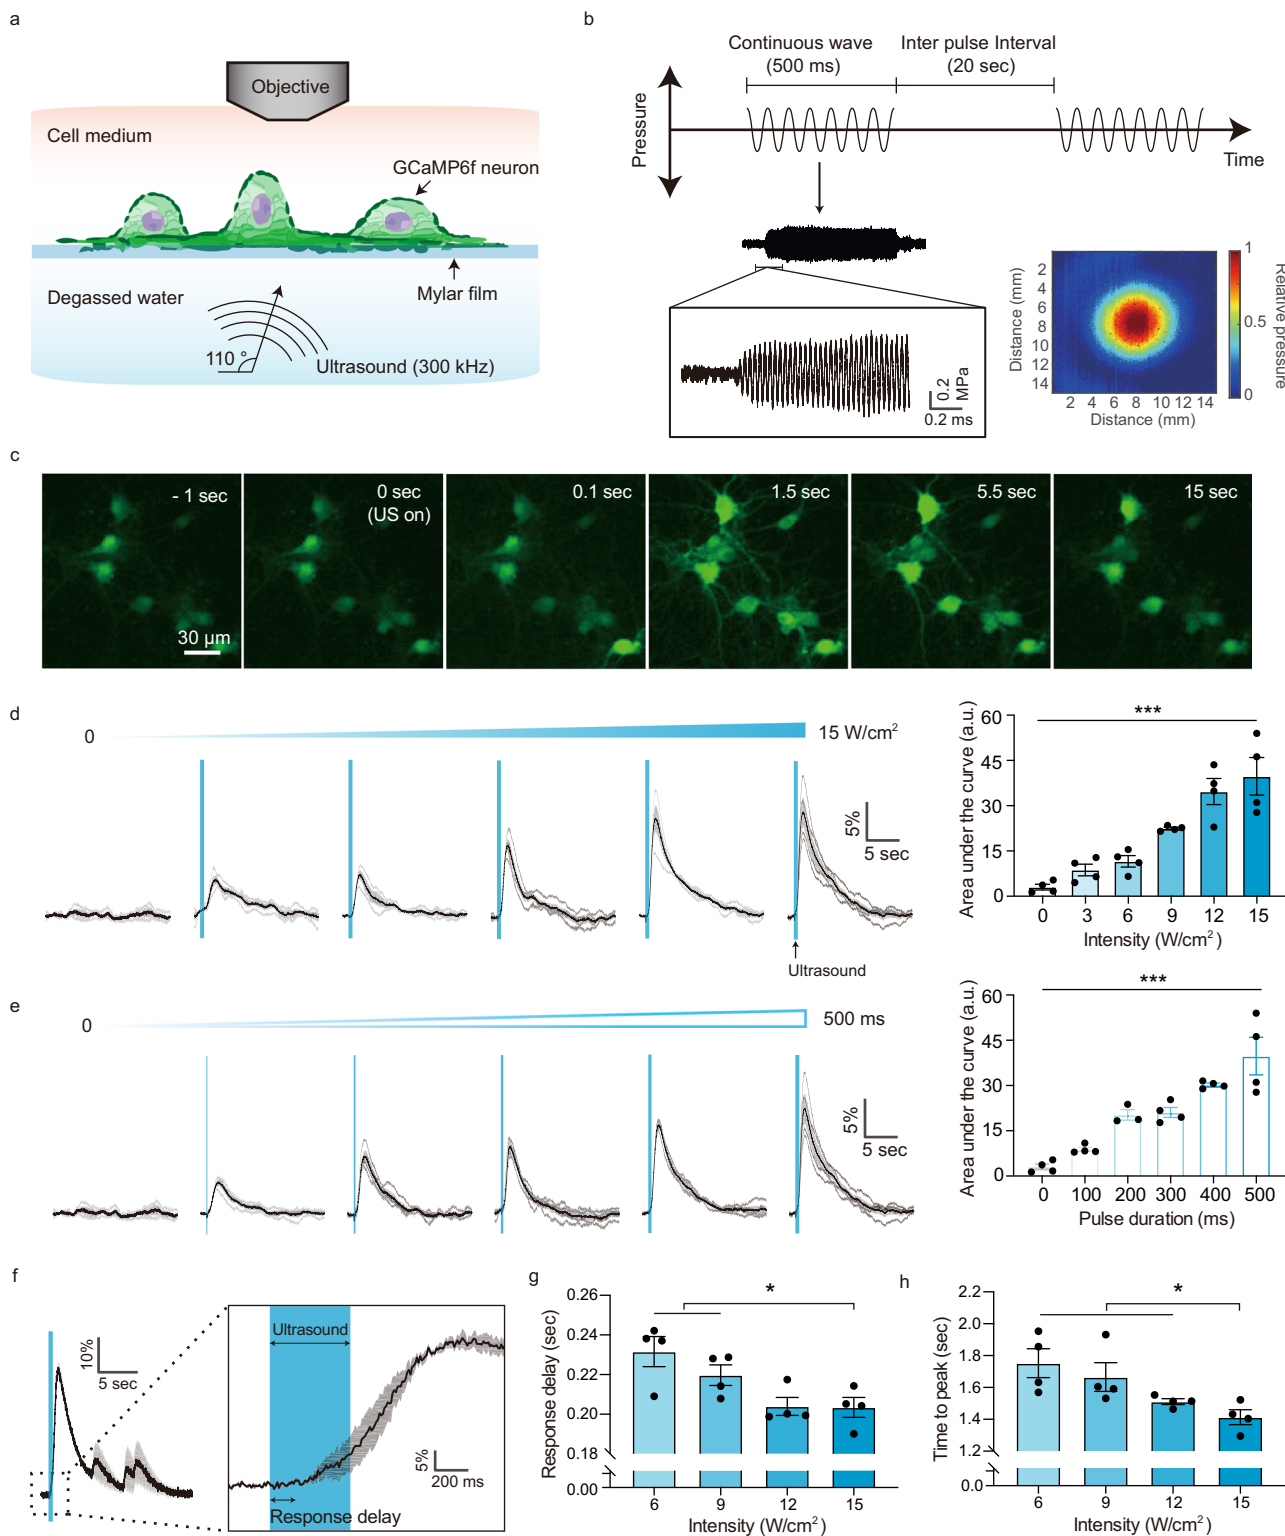 a
Objective
Cell medium
GCaMP6f neuron
Mylar film
Degassed water
110 °
Ultrasound (300 kHz)
b
Continuous wave
(500 ms)
Inter pulse Interval
(20 sec)
Pressure
Time
0.2
MPa
0.2 ms
Distance (mm)
2
4
6
8
10
12
14
2 4 6 8 10 12 14
Distance (mm)
1
0.5
0
Relative pressure
c
- 1 sec
30 µm
0 sec
(US on)
0.1 sec
1.5 sec
5.5 sec
15 sec
d
0
15 W/cm²
5%
5 sec
Ultrasound
Area under the curve (a.u.)
60
45
30
15
0
***
0 3 6 9 12 15
Intensity (W/cm²)
e
0
500 ms
5%
5 sec
Area under the curve (a.u.)
60
45
30
15
0
***
0 100 200 300 400 500
Pulse duration (ms)
f
10%
5 sec
Ultrasound
Response delay
5%
200 ms
g
Response delay (sec)
0.26
0.24
0.22
0.20
0.18
0.00
*
6 9 12 15
Intensity (W/cm²)
h
Time to peak (sec)
2.2
2.0
1.8
1.6
1.4
1.2
0.0
*
6 9 12 15
Intensity (W/cm²)